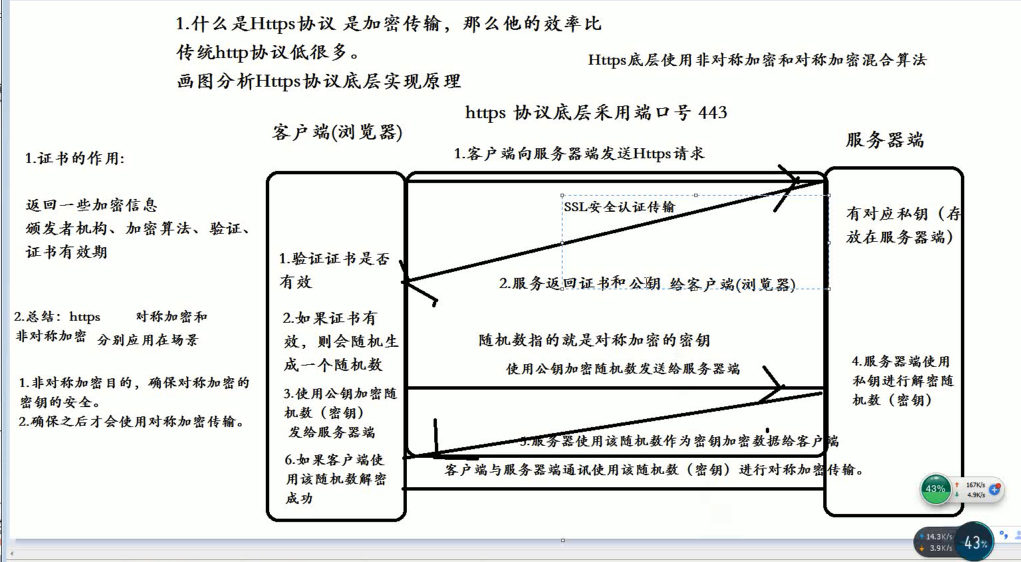 1.什么是Https协议 是加密传输，那么他的效率比
传统http协议低很多。
画图分析Https协议底层实现原理
Https底层使用非对称加密和对称加密混合算法
https 协议底层采用端口号 443
客户端(浏览器)
服务器端
1.证书的作用:
返回一些加密信息
颁发者机构、加密算法、验证、
证书有效期
2.总结：https 对称加密和
非对称加密 分别应用在场景
1.非对称加密目的，确保对称加密的
密钥的安全。
2.确保之后才会使用对称加密传输。
1.验证证书是否
有效
2.如果证书有
效，则会随机生
成一个随机数
3.使用公钥加密随
机数（密钥）
发给服务器端
6.如果客户端使
用该随机数解密
成功
1.客户端向服务器端发送Https请求
SSL安全认证传输
2.服务返回证书和公钥 给客户端(浏览器)
随机数指的就是对称加密的密钥
使用公钥加密随机数发送给服务器端
5.服务器使用该随机数作为密钥加密数据给客户端
客户端与服务器端通讯使用该随机数（密钥）进行对称加密传输。
有对应私钥（存
放在服务器端）
4.服务器端使用
私钥进行解密随
机数（密钥）
43%
167K/s
4.9K/s
14.3K/s
3.9K/s
43%